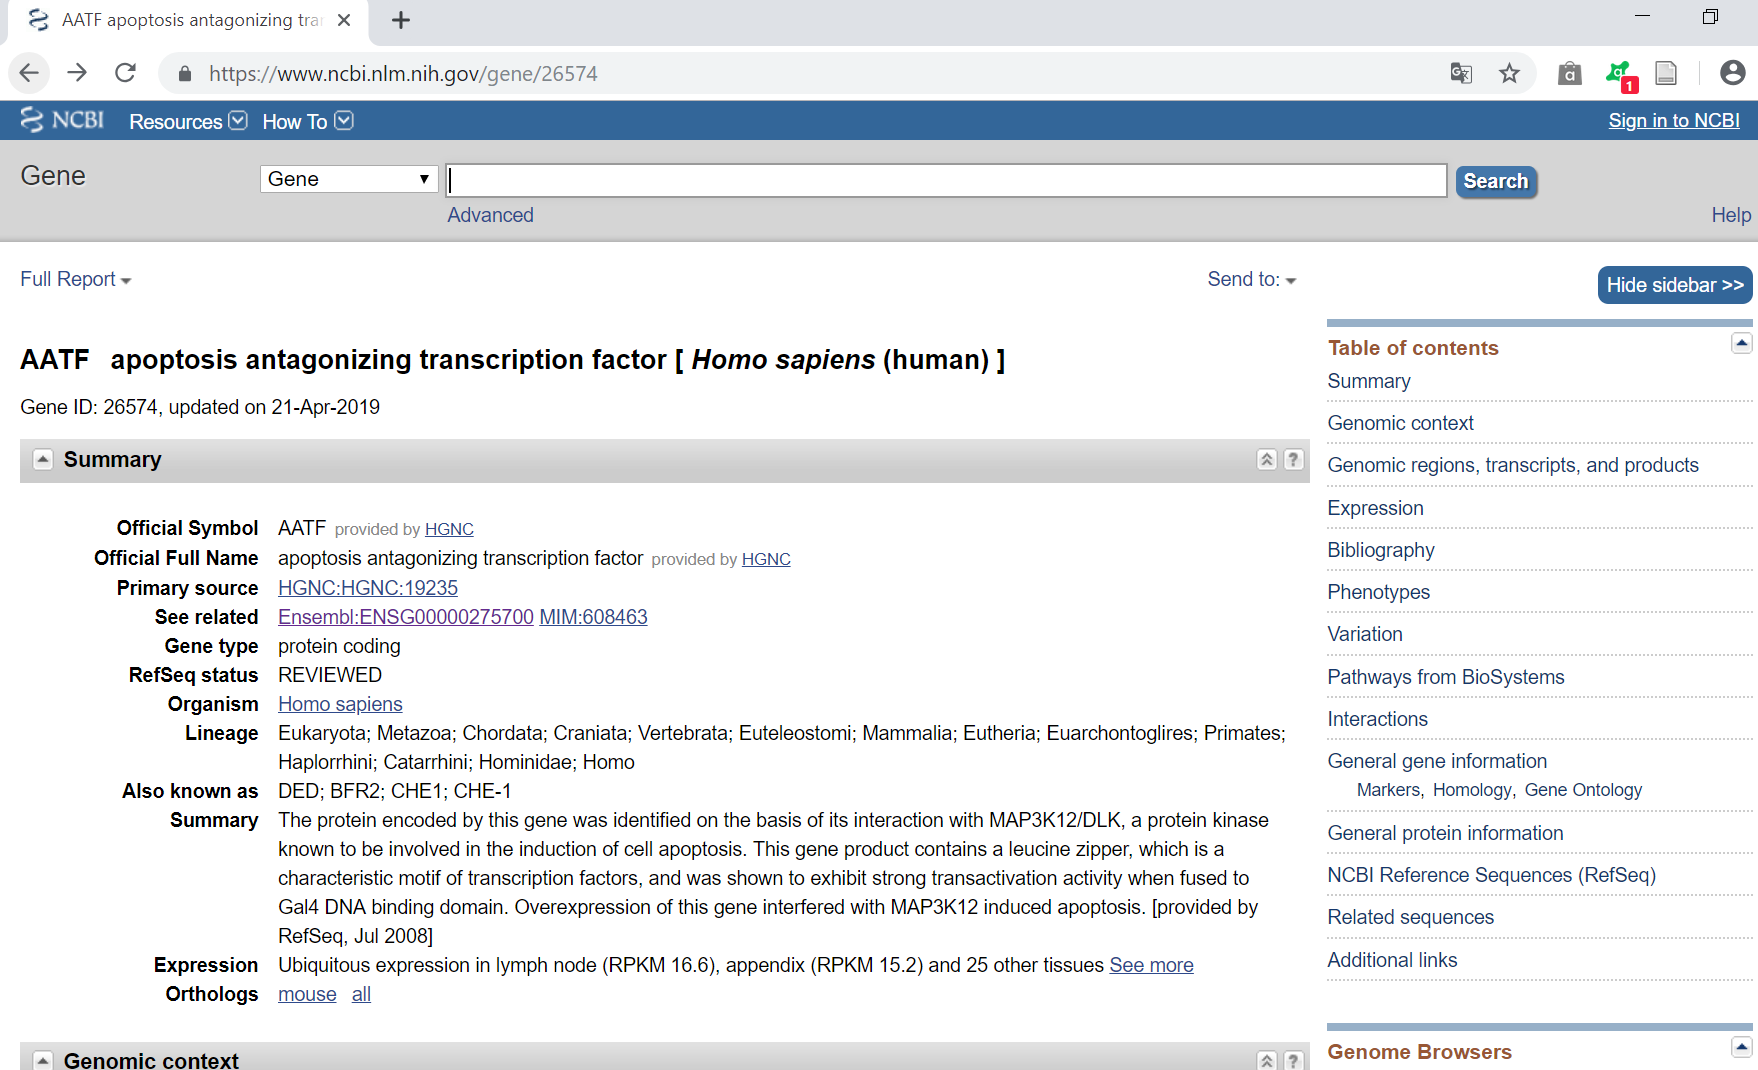 AATF apoptosis antagonizing tra
https://www.ncbi.nlm.nih.gov/gene/26574
1
NCBI Resources How To Sign in to NCBI
Gene Gene Search
Advanced Help
Full Report Send to: Hide sidebar >>
AATF apoptosis antagonizing transcription factor [ Homo sapiens (human) ]
Gene ID: 26574, updated on 21-Apr-2019
Summary
Official Symbol AATF provided by HGNC
Official Full Name apoptosis antagonizing transcription factor provided by HGNC
Primary source HGNC:HGNC:19235
See related Ensembl:ENSG00000275700 MIM:608463
Gene type protein coding
RefSeq status REVIEWED
Organism Homo sapiens
Lineage Eukaryota; Metazoa; Chordata; Craniata; Vertebrata; Euteleostomi; Mammalia; Eutheria; Euarchontoglires; Primates;
Haplorrhini; Catarrhini; Hominidae; Homo
Also known as DED; BFR2; CHE1; CHE-1
Summary The protein encoded by this gene was identified on the basis of its interaction with MAP3K12/DLK, a protein kinase
known to be involved in the induction of cell apoptosis. This gene product contains a leucine zipper, which is a
characteristic motif of transcription factors, and was shown to exhibit strong transactivation activity when fused to
Gal4 DNA binding domain. Overexpression of this gene interfered with MAP3K12 induced apoptosis. [provided by
RefSeq, Jul 2008]
Expression Ubiquitous expression in lymph node (RPKM 16.6), appendix (RPKM 15.2) and 25 other tissues See more
Orthologs mouse all
Genomic context
Table of contents
Summary
Genomic context
Genomic regions, transcripts, and products
Expression
Bibliography
Phenotypes
Variation
Pathways from BioSystems
Interactions
General gene information
Markers, Homology, Gene Ontology
General protein information
NCBI Reference Sequences (RefSeq)
Related sequences
Additional links
Genome Browsers